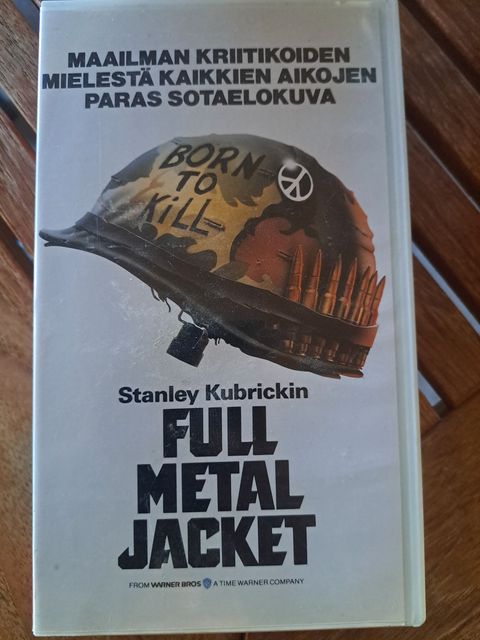 MAAILMAN KRIITIKOIDEN
MIELESTÄ KAIKKIEN AIKOJEN
PARAS SOTAELOKUVA
BORN
TO
KiLL
Stanley Kubrickin
FULL
METAL
JACKET
FROM WARNER BROS A TIME WARNER COMPANY